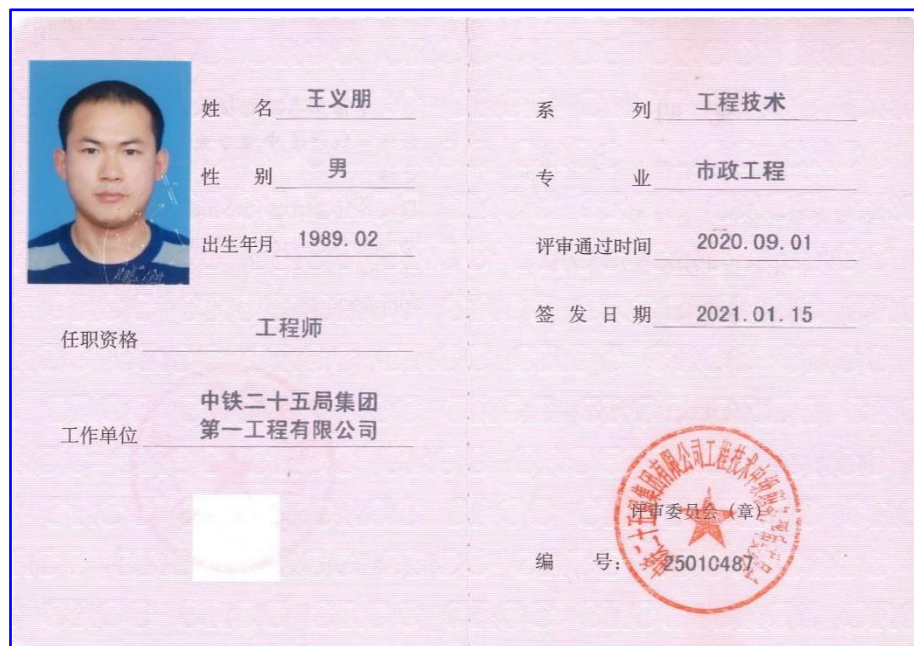 姓 名 王义朋
性 别 男
出生年月 1989.02
任职资格 工程师
工作单位 中铁二十五局集团
第一工程有限公司
系 列 工程技术
专 业 市政工程
评审通过时间 2020.09.01
签发日期 2021.01.15
评审委员会(章)
编 号: 2501C487